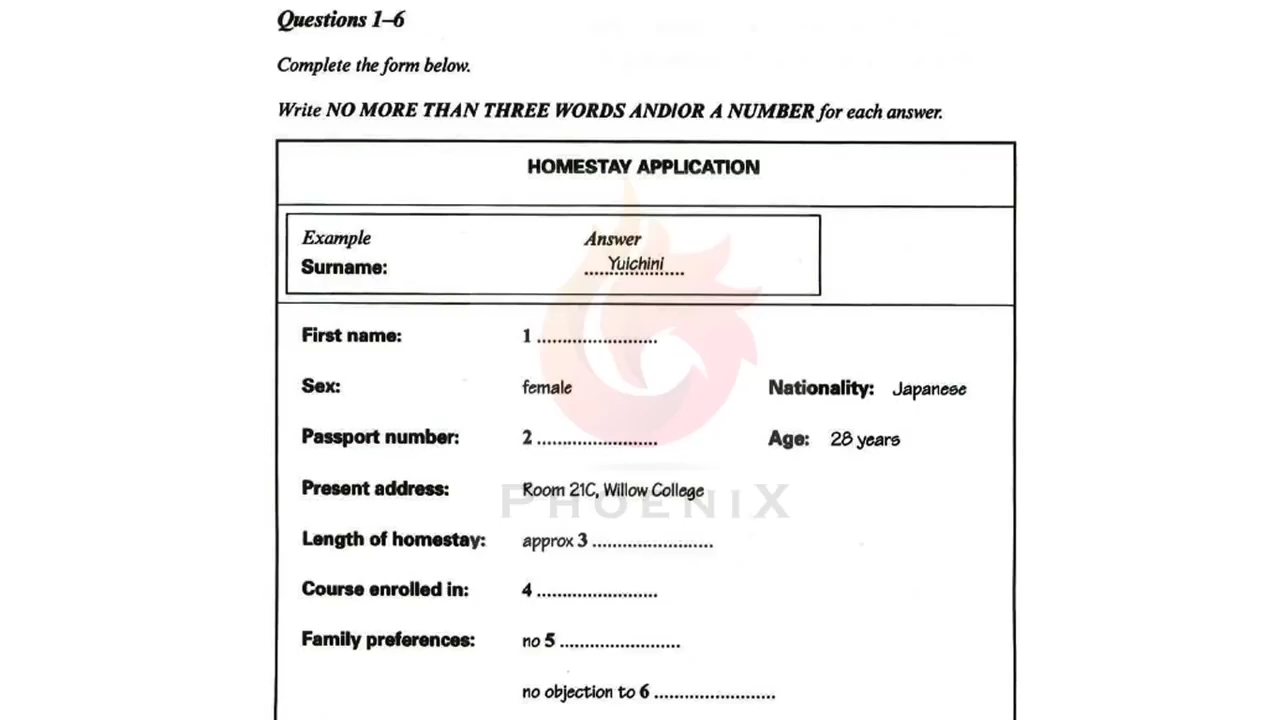 Questions 1–6
Complete the form below.
Write NO MORE THAN THREE WORDS AND/OR A NUMBER for each answer.
HOMESTAY APPLICATION
Example Answer
Surname: ......Yuichini......
First name: 1 ........................
Sex: female Nationality: Japanese
Passport number: 2 ........................ Age: 28 years
Present address: Room 21C, Willow College
PHOENIX
Length of homestay: approx 3 ........................
Course enrolled in: 4 ........................
Family preferences: no 5 ........................
no objection to 6 ........................